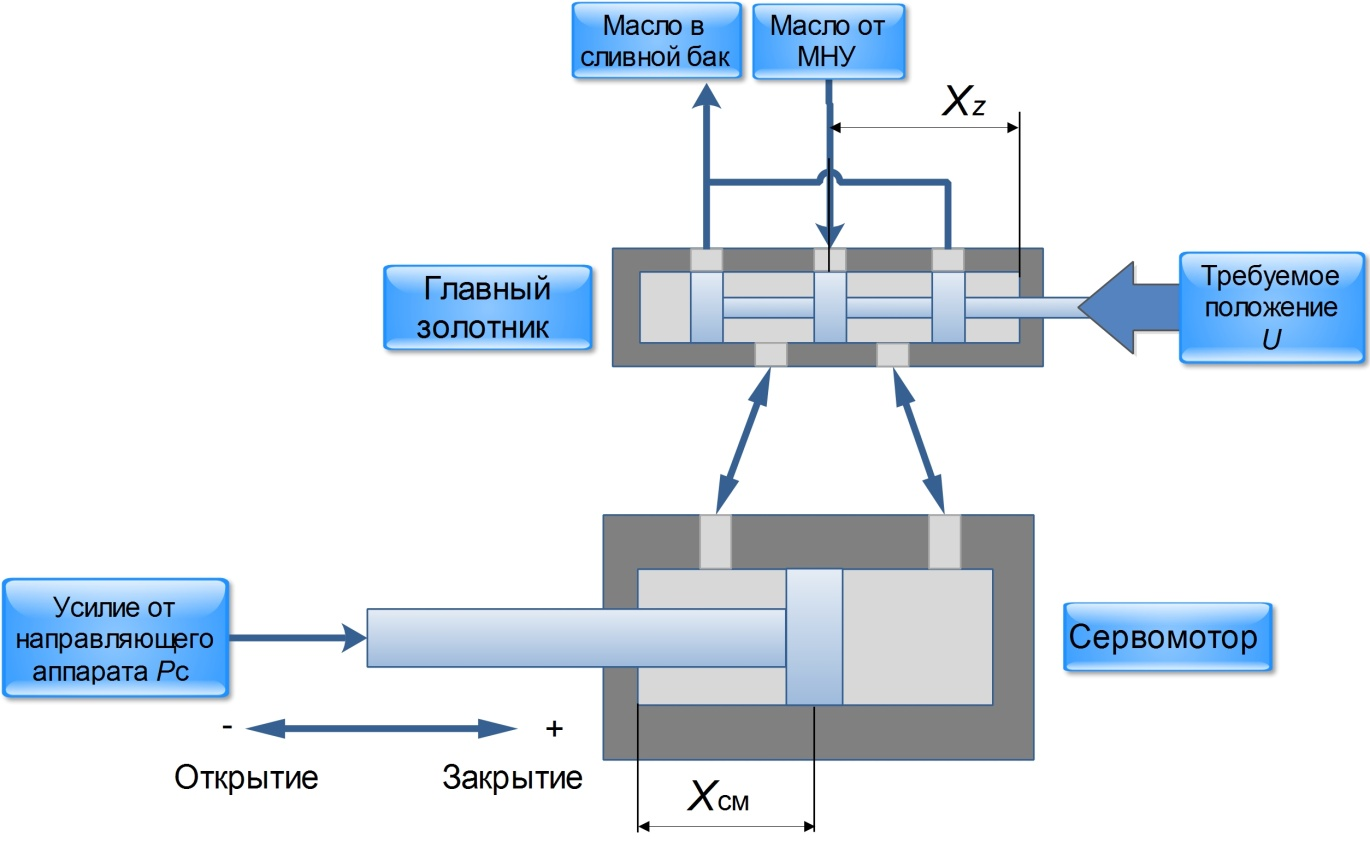 Масло в
сливной бак
Масло от
МНУ
Xz
Главный
золотник
Требуемое
положение
U
Усилие от
направляющего
аппарата Pс
Сервомотор
- +
Открытие Закрытие
Xсм